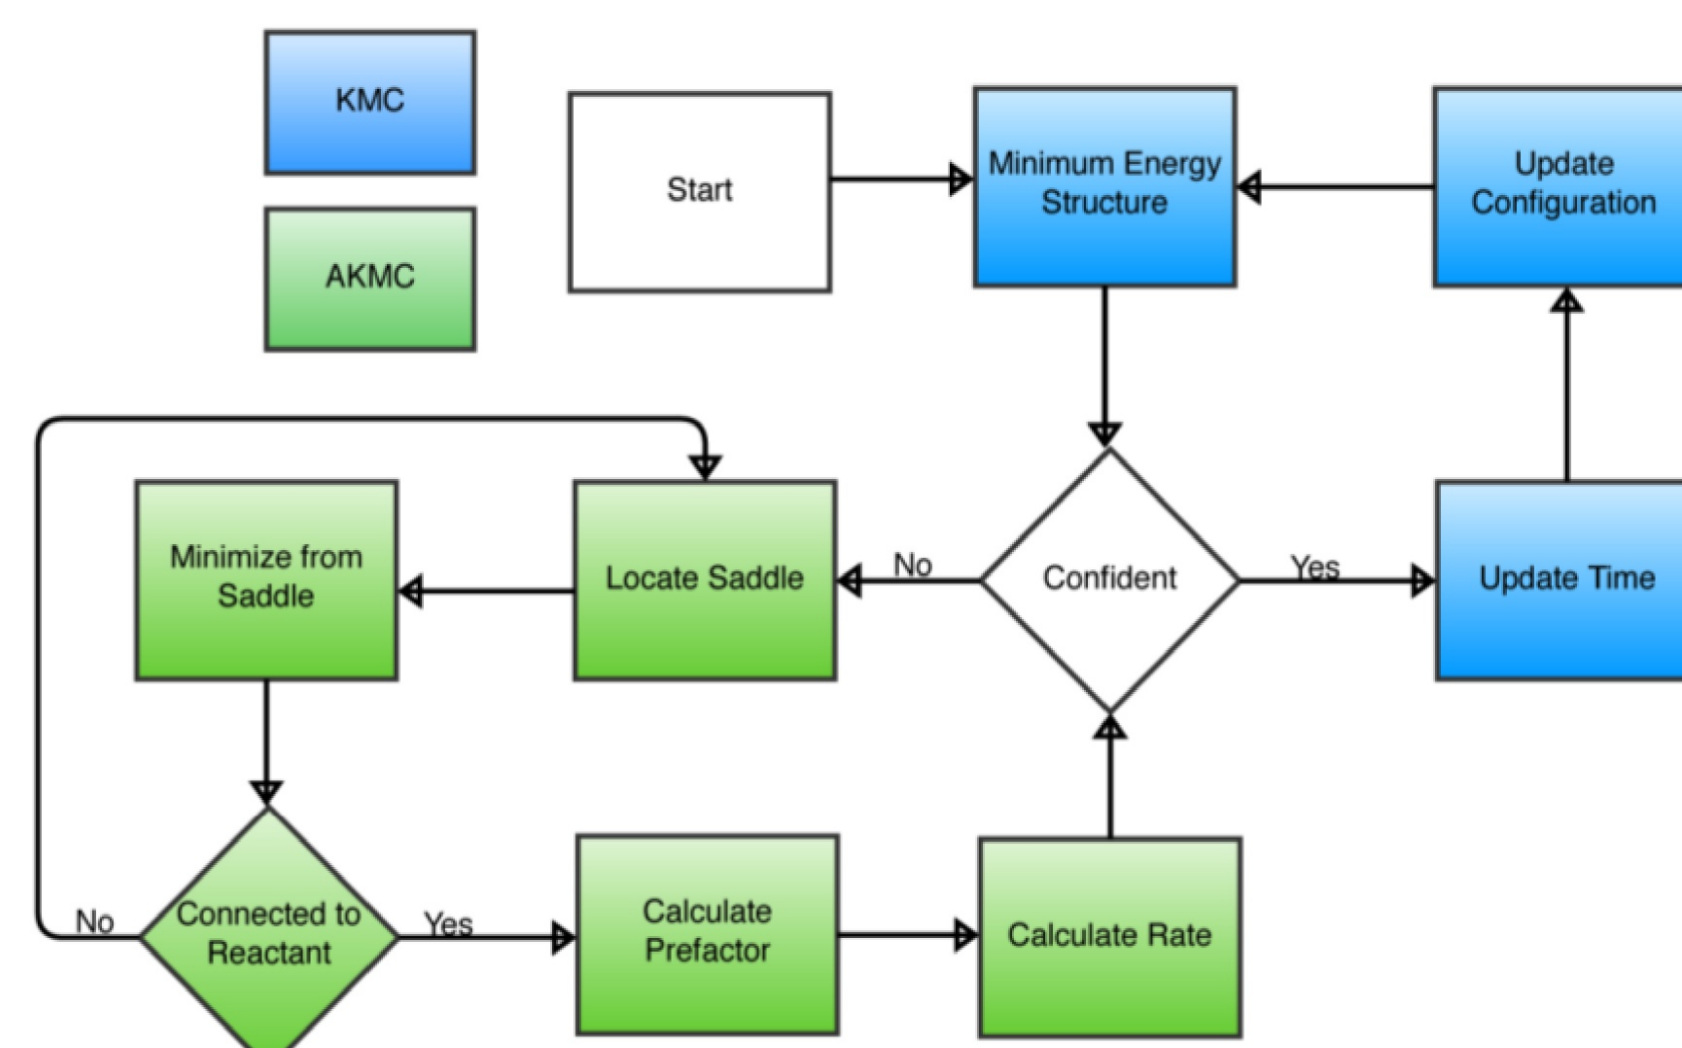 KMC
AKMC
Start
Minimum Energy
Structure
Update
Configuration
Minimize from
Saddle
Locate Saddle
No
Confident
Yes
Update Time
No
Connected to
Reactant
Yes
Calculate
Prefactor
Calculate Rate